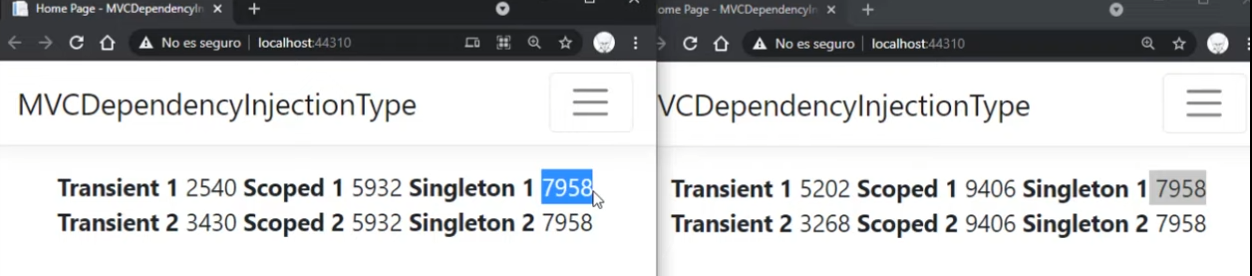 Home Page - MVCDependencyIn
ome Page - MVCDependencyIn
No es seguro | localhost:44310
No es seguro | localhost:44310
MVCDependencyInjectionType
VCDependencyInjectionType
Transient 1 2540 Scoped 1 5932 Singleton 1 7958
Transient 2 3430 Scoped 2 5932 Singleton 2 7958
Transient 1 5202 Scoped 1 9406 Singleton 1 7958
Transient 2 3268 Scoped 2 9406 Singleton 2 7958